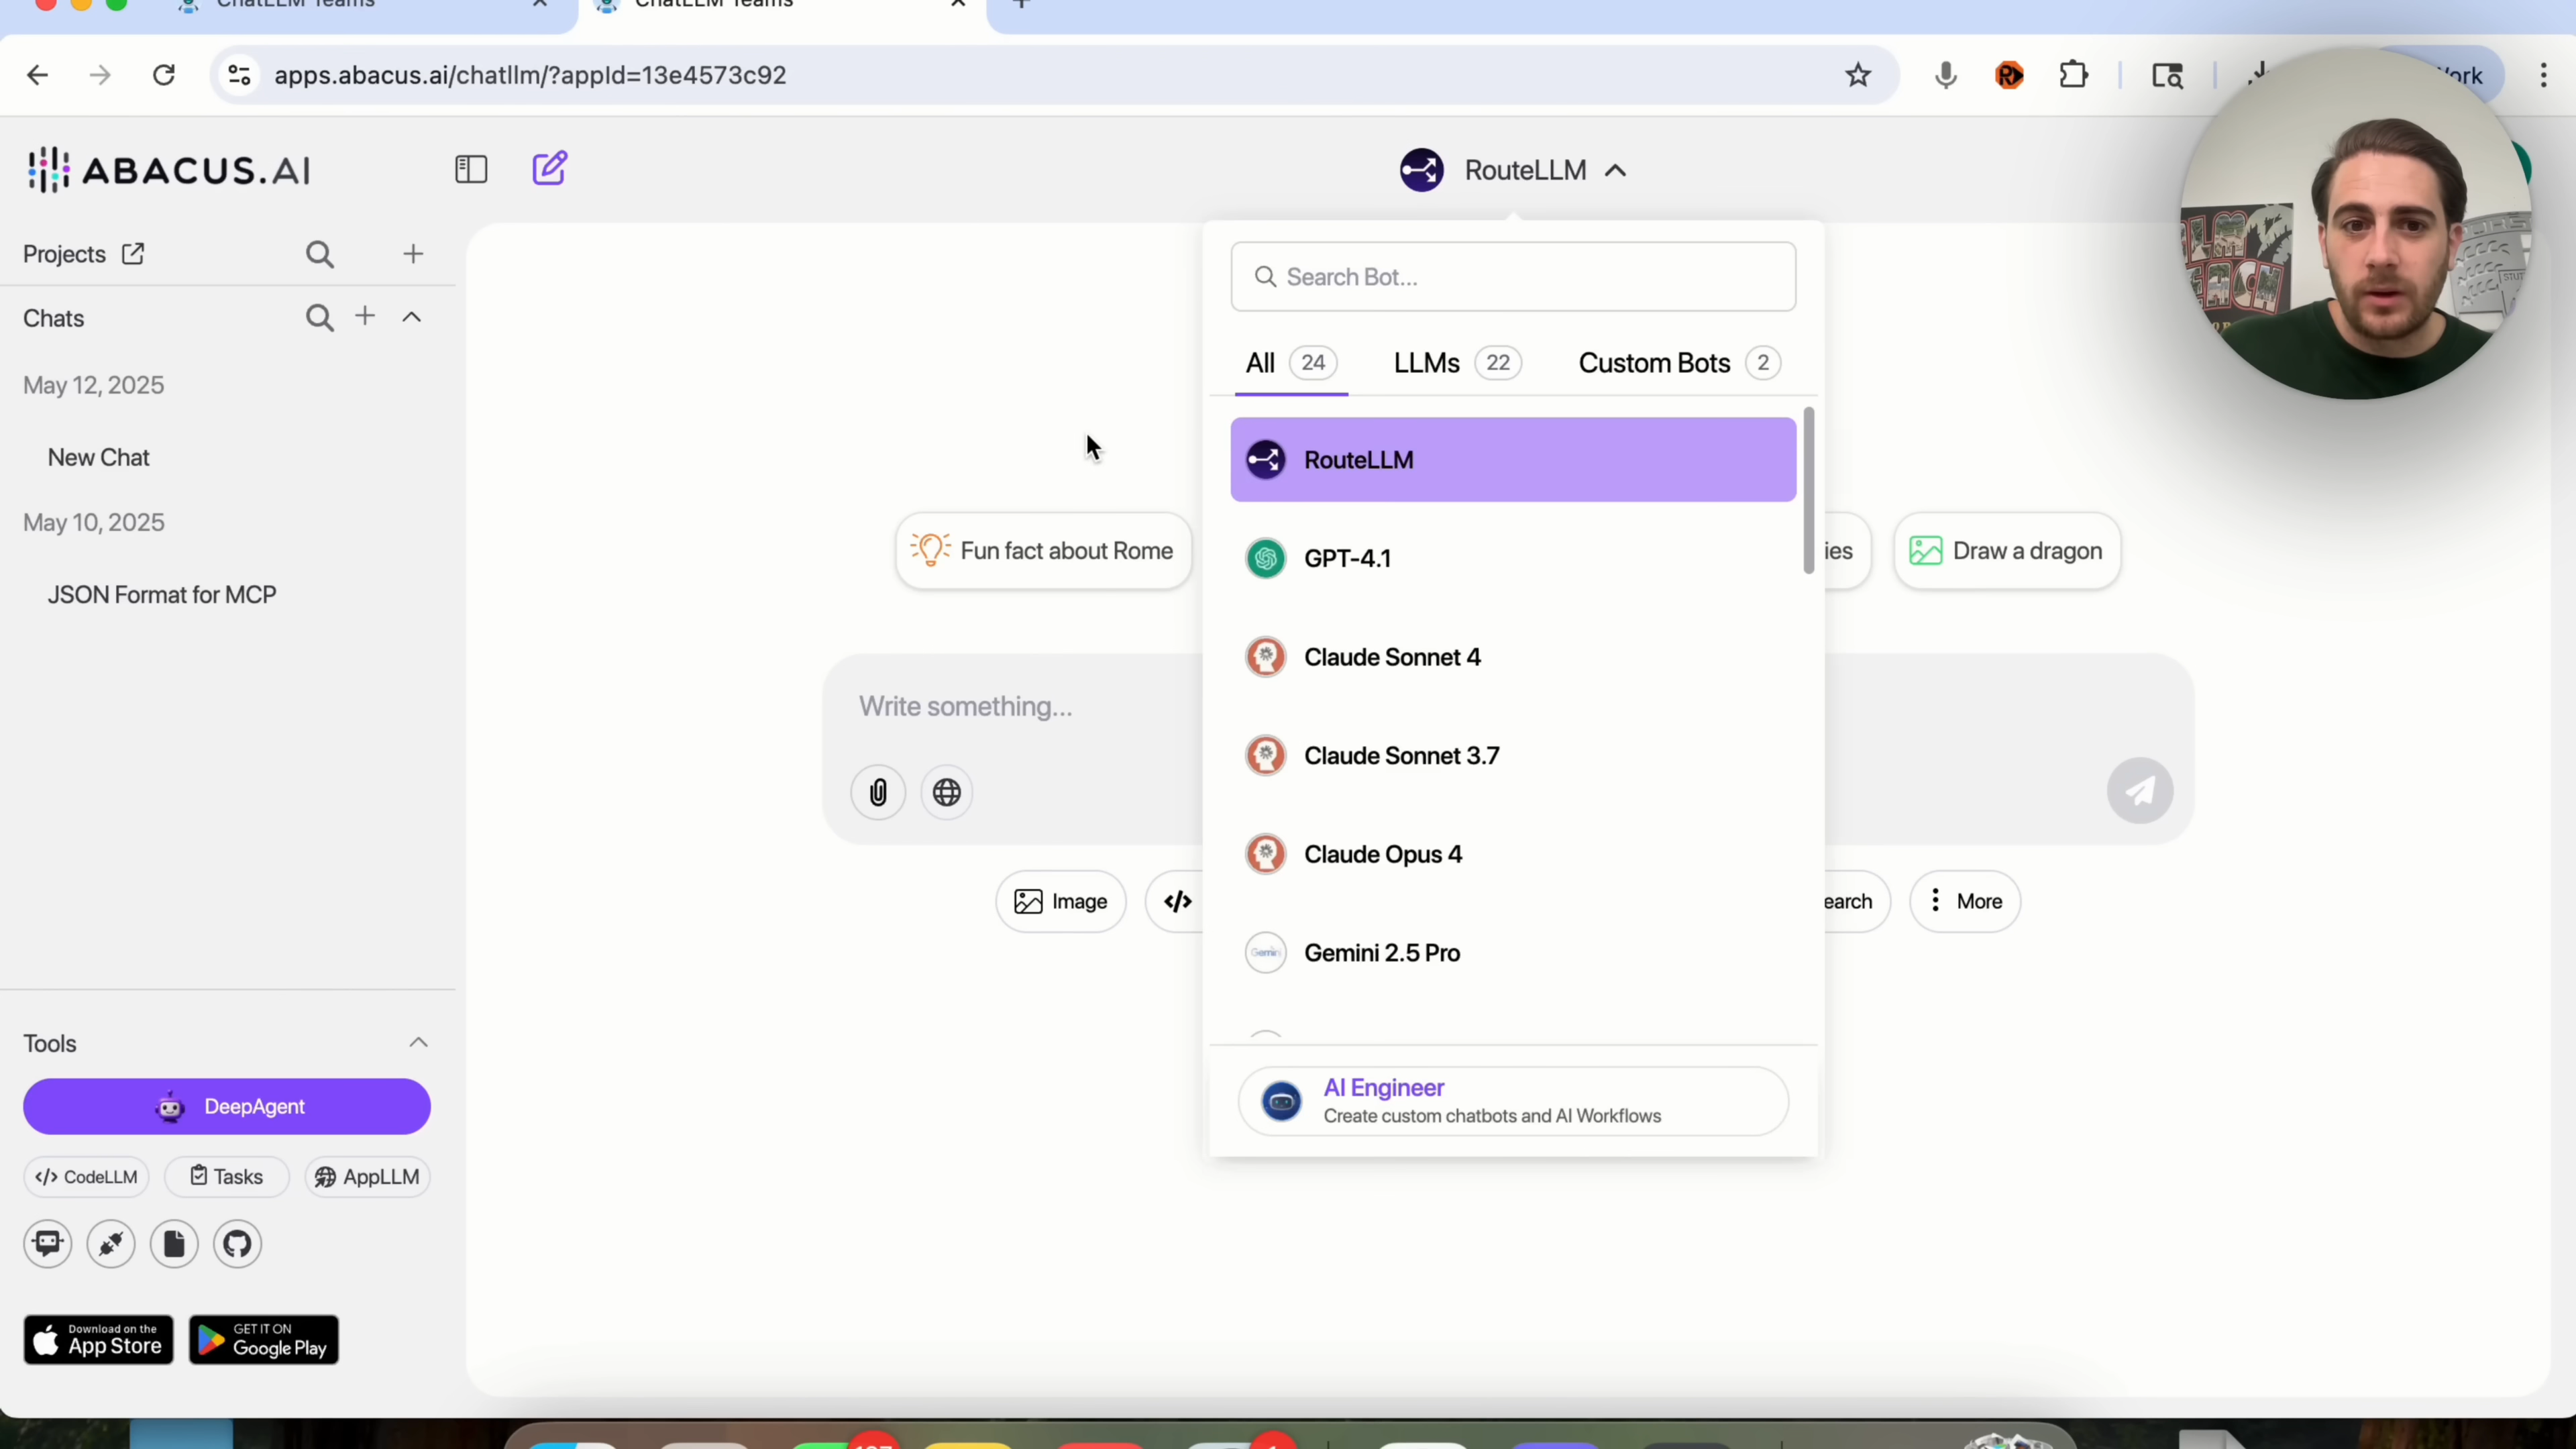 ChatLLM Teams
ChatLLM Teams
apps.abacus.ai/chatllm/?appId=13e4573c92
ABACUS.AI
RouteLLM
Projects
Search Bot...
Chats
All 24
LLMs 22
Custom Bots 2
May 12, 2025
New Chat
RouteLLM
May 10, 2025
JSON Format for MCP
Fun fact about Rome
GPT-4.1
ies
Draw a dragon
Claude Sonnet 4
Write something...
Claude Sonnet 3.7
Claude Opus 4
Image
earch
More
Gemini 2.5 Pro
Tools
AI Engineer
Create custom chatbots and AI Workflows
DeepAgent
CodeLLM
Tasks
AppLLM
Download on the
App Store
GET IT ON
Google Play